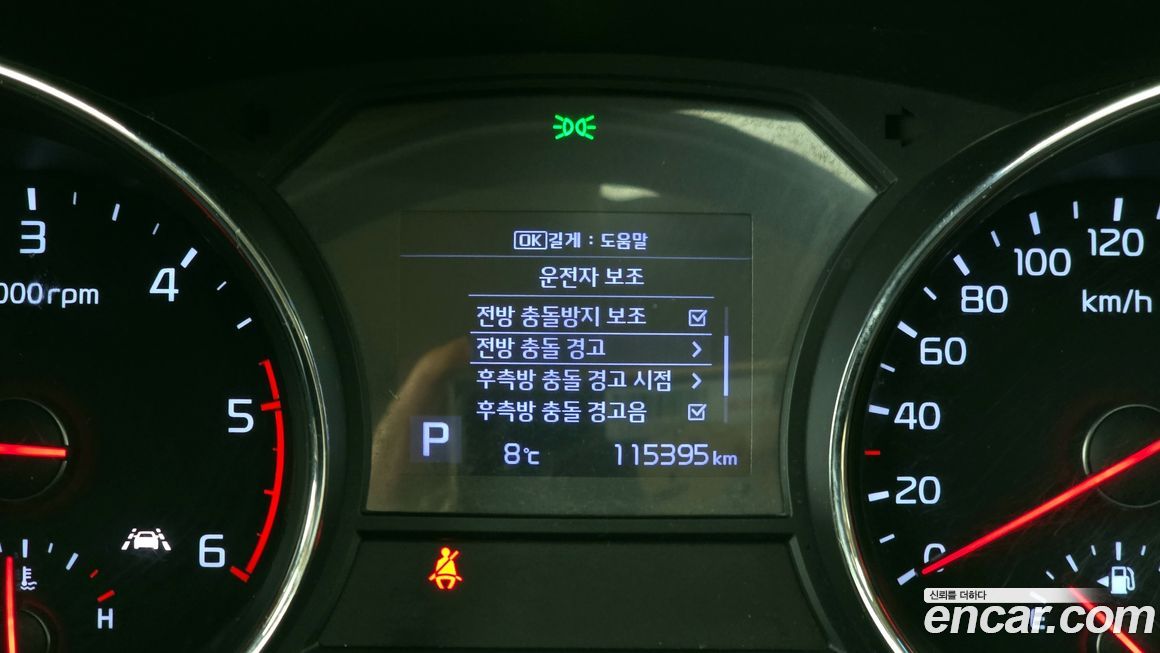 OK길게 : 도움말
운전자 보조
전방 충돌방지 보조
전방 충돌 경고
후측방 충돌 경고 시점
후측방 충돌 경고음
P 8℃ 115395km
3
4
5
6
000rpm
H
120
100
80
60
40
20
0
km/h
E
신뢰를 더하다
encar.com